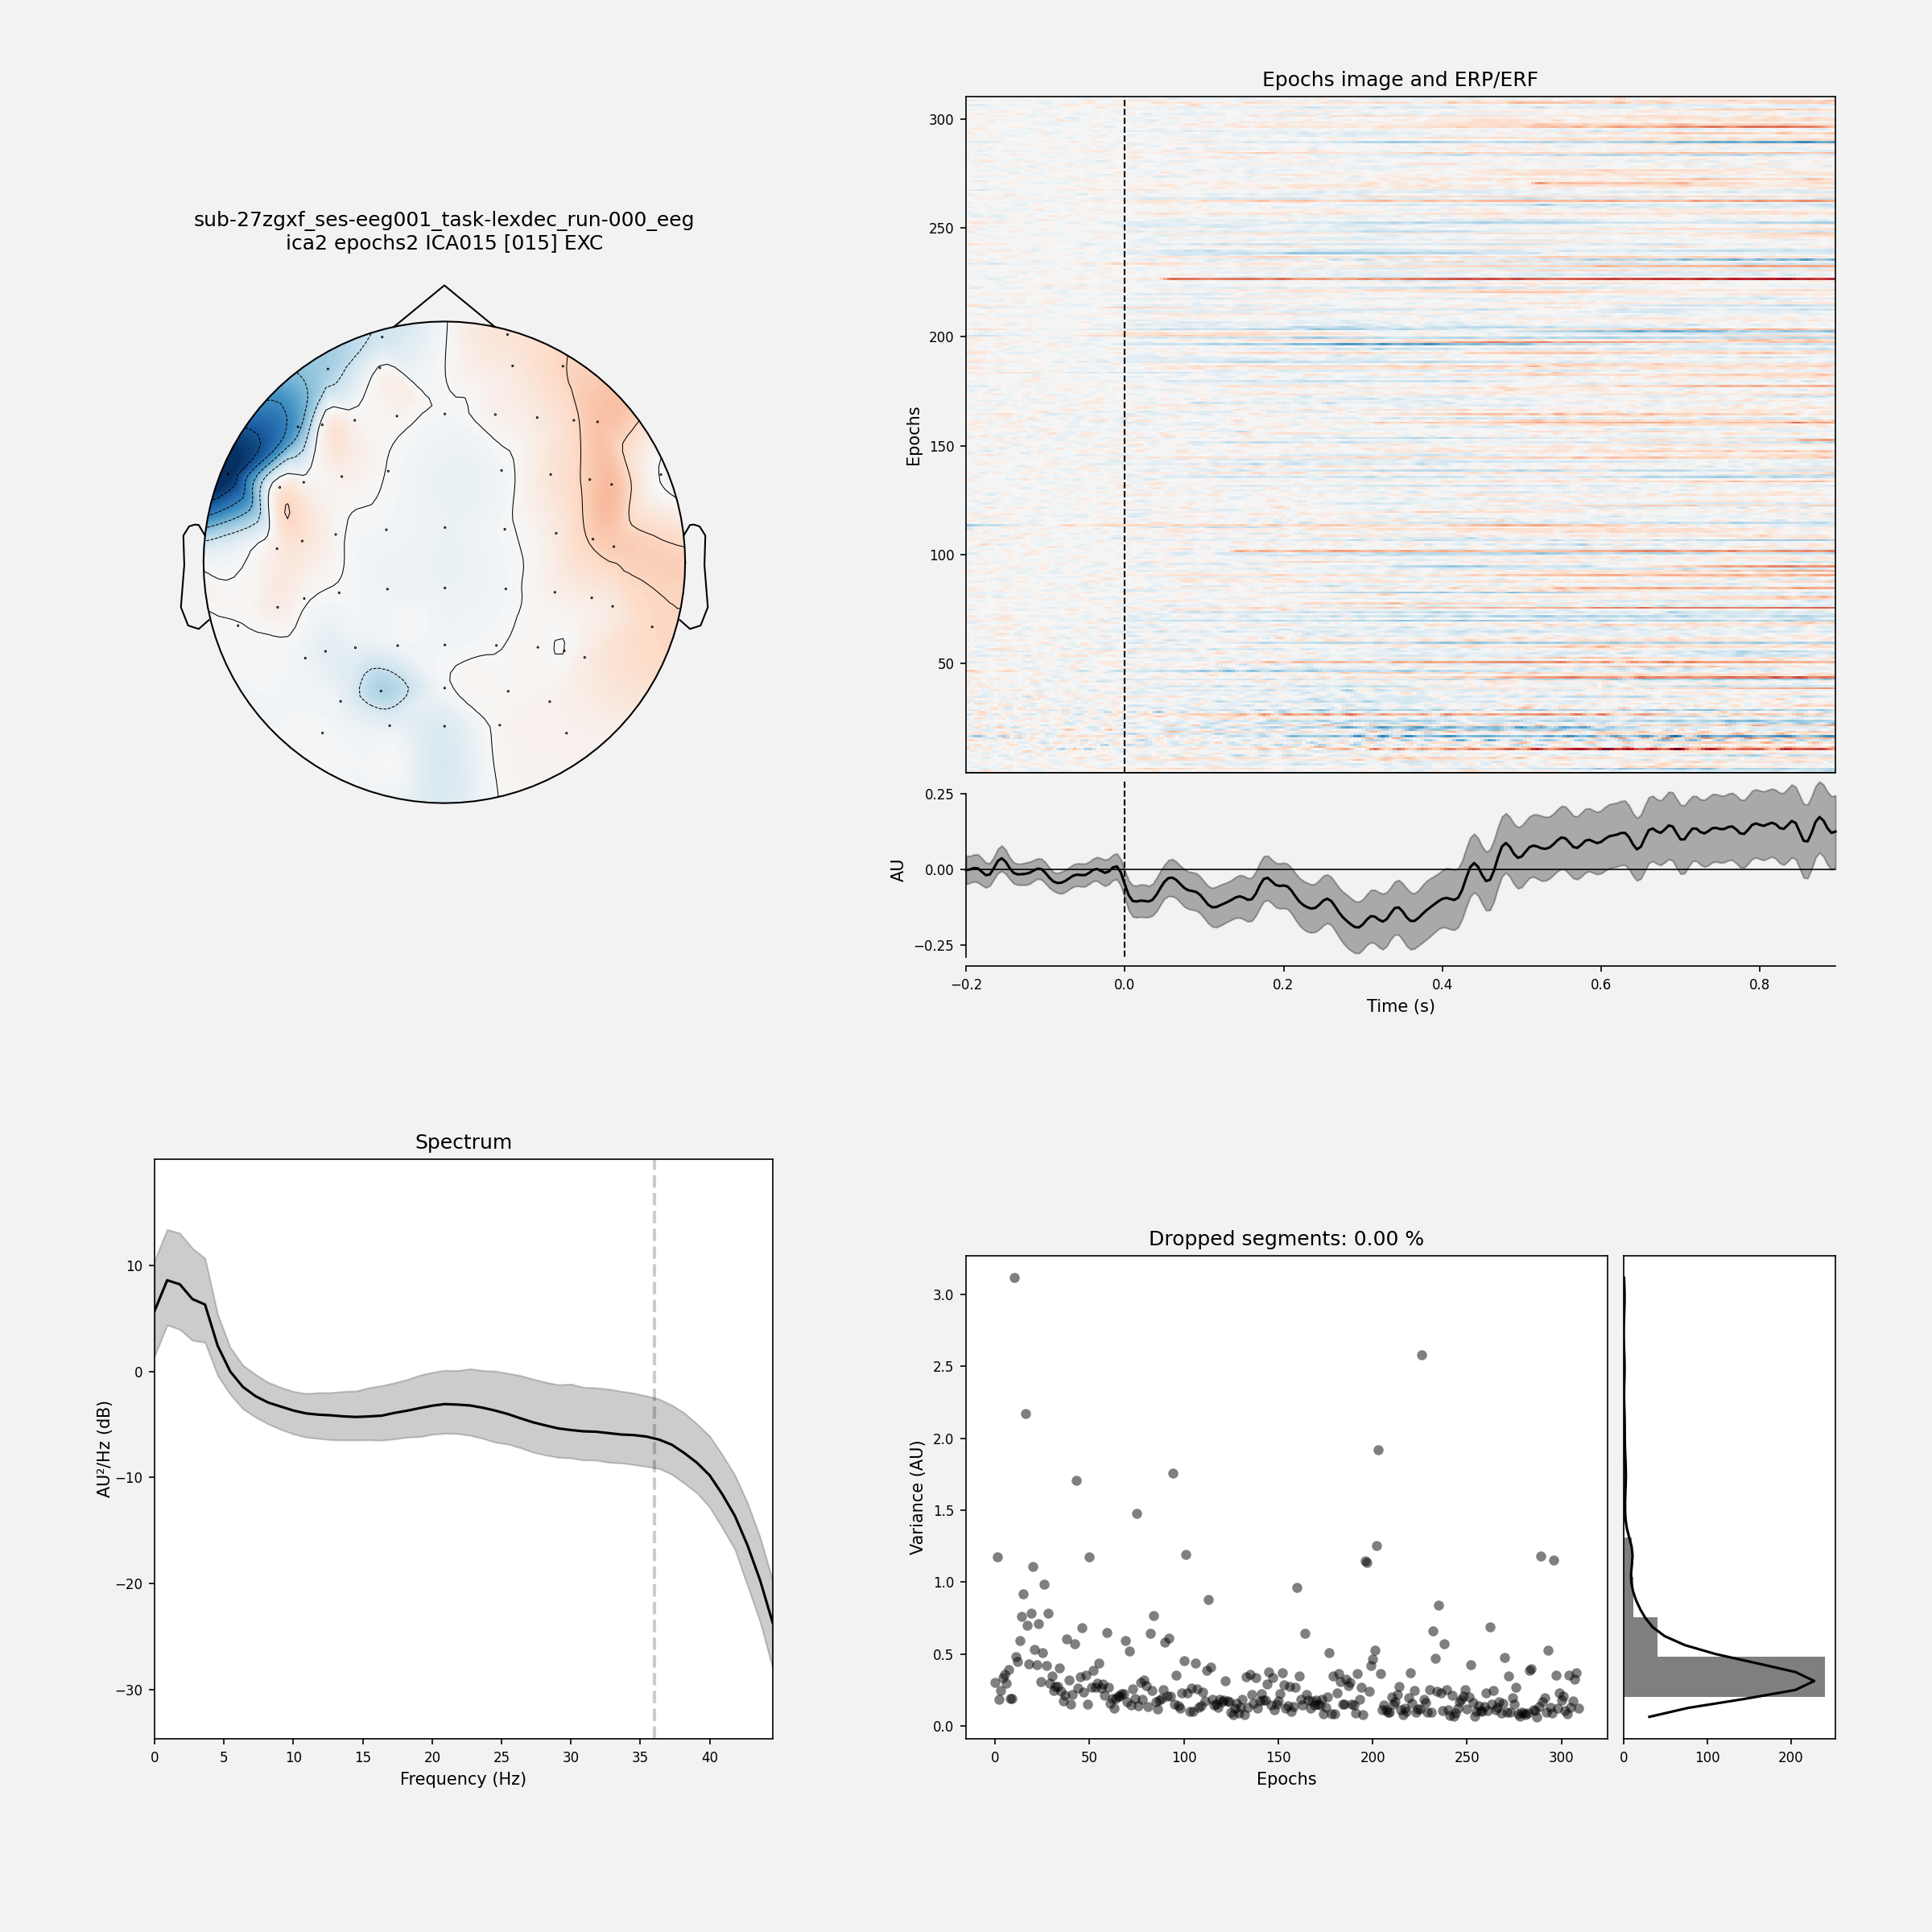 sub-27zgxf_ses-eeg001_task-lexdec_run-000_eeg
ica2 epochs2 ICA015 [015] EXC
Epochs image and ERP/ERF
300
250
200
150
100
50
Epochs
0.25
0.00
−0.25
AU
−0.2 0.0 0.2 0.4 0.6 0.8
Time (s)
Spectrum
10
0
−10
−20
−30
AU²/Hz (dB)
0 5 10 15 20 25 30 35 40
Frequency (Hz)
Dropped segments: 0.00 %
3.0
2.5
2.0
1.5
1.0
0.5
0.0
Variance (AU)
0 50 100 150 200 250 300
Epochs
0 100 200